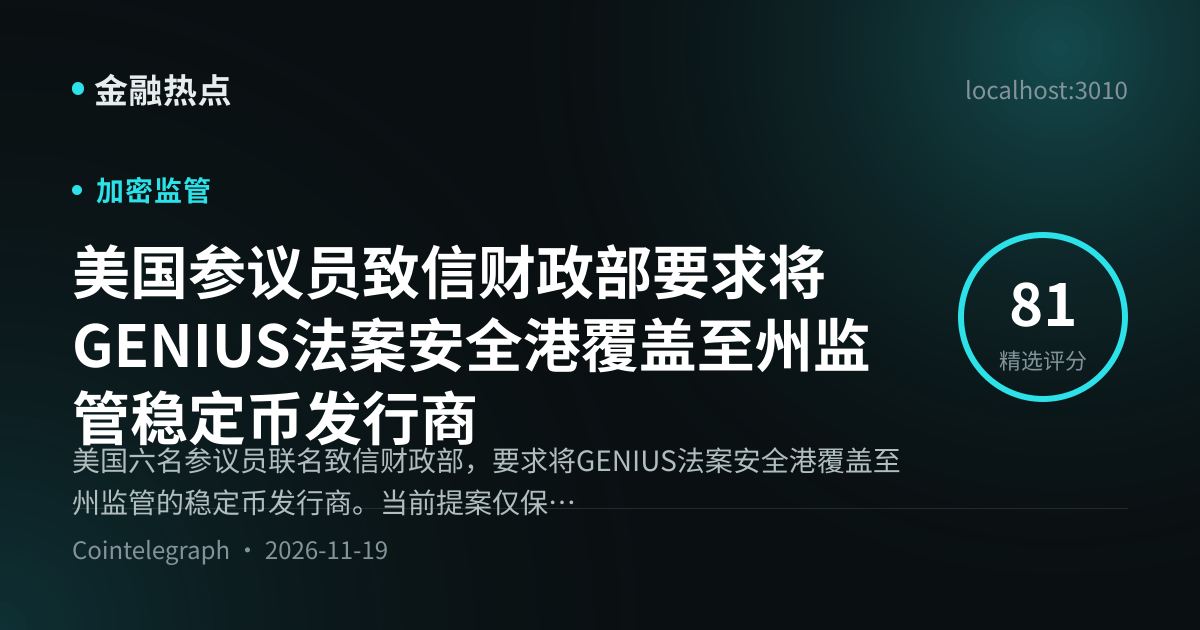 金融热点
localhost:3010
加密监管
美国参议员致信财政部要求将
GENIUS法案安全港覆盖至州监
管稳定币发行商
81
精选评分
美国六名参议员联名致信财政部，要求将GENIUS法案安全港覆盖至
州监管的稳定币发行商。当前提案仅保…
Cointelegraph • 2026-11-19